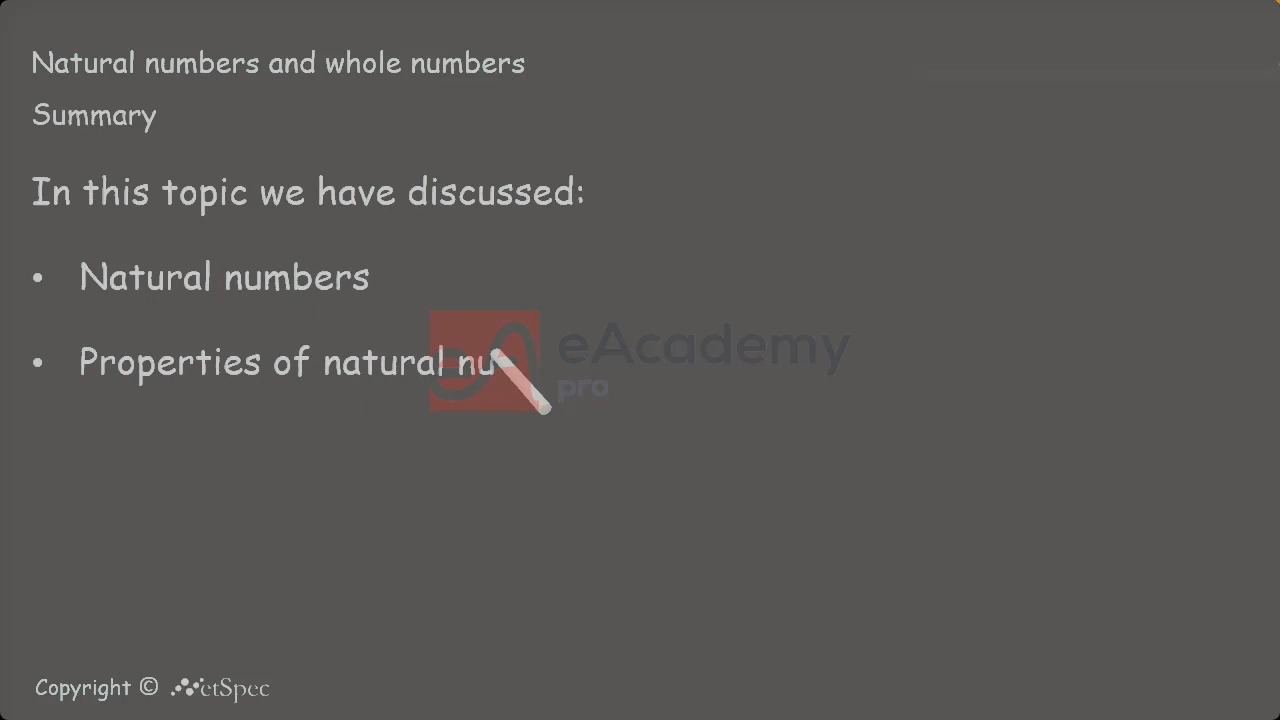 Natural numbers and whole numbers
Summary
In this topic we have discussed:
• Natural numbers
• Properties of natural nu
eAcademy
pro
Copyright © etSpec